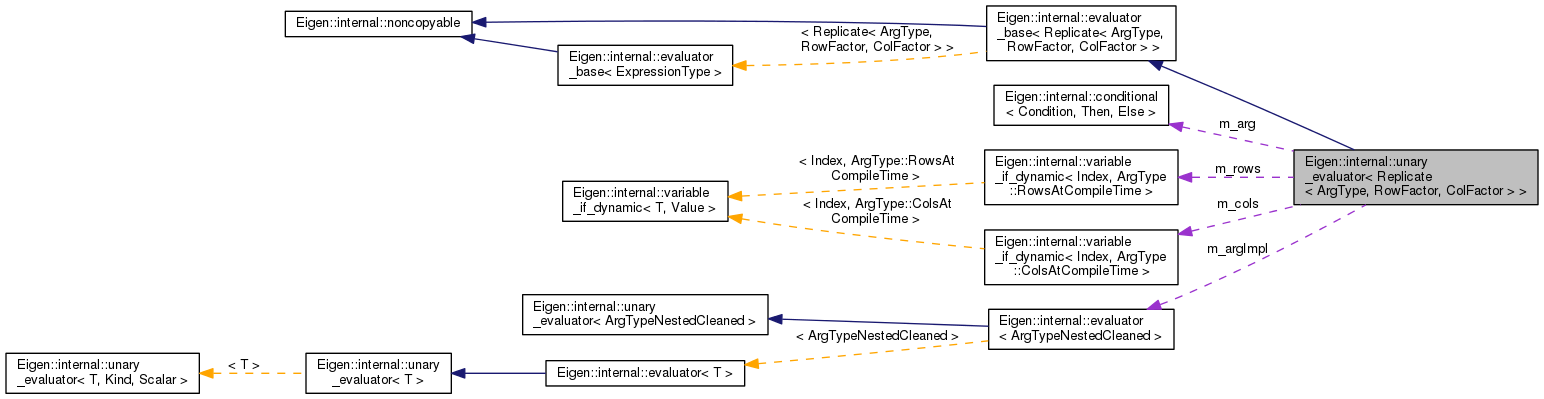 Eigen::internal::noncopyable
Eigen::internal::evaluator
_base< ExpressionType >
< Replicate< ArgType,
RowFactor, ColFactor > >
Eigen::internal::evaluator
_base< Replicate< ArgType,
RowFactor, ColFactor > >
Eigen::internal::conditional
< Condition, Then, Else >
m_arg
Eigen::internal::unary
_evaluator< Replicate
< ArgType, RowFactor, ColFactor > >
m_rows
Eigen::internal::variable
_if_dynamic< Index, ArgType
::RowsAtCompileTime >
< Index, ArgType::RowsAt
CompileTime >
Eigen::internal::variable
_if_dynamic< T, Value >
< Index, ArgType::ColsAt
CompileTime >
m_cols
Eigen::internal::variable
_if_dynamic< Index, ArgType
::ColsAtCompileTime >
m_argImpl
Eigen::internal::unary
_evaluator< ArgTypeNestedCleaned >
Eigen::internal::evaluator
< ArgTypeNestedCleaned >
< ArgTypeNestedCleaned >
Eigen::internal::unary
_evaluator< T, Kind, Scalar >
< T >
Eigen::internal::unary
_evaluator< T >
Eigen::internal::evaluator< T >